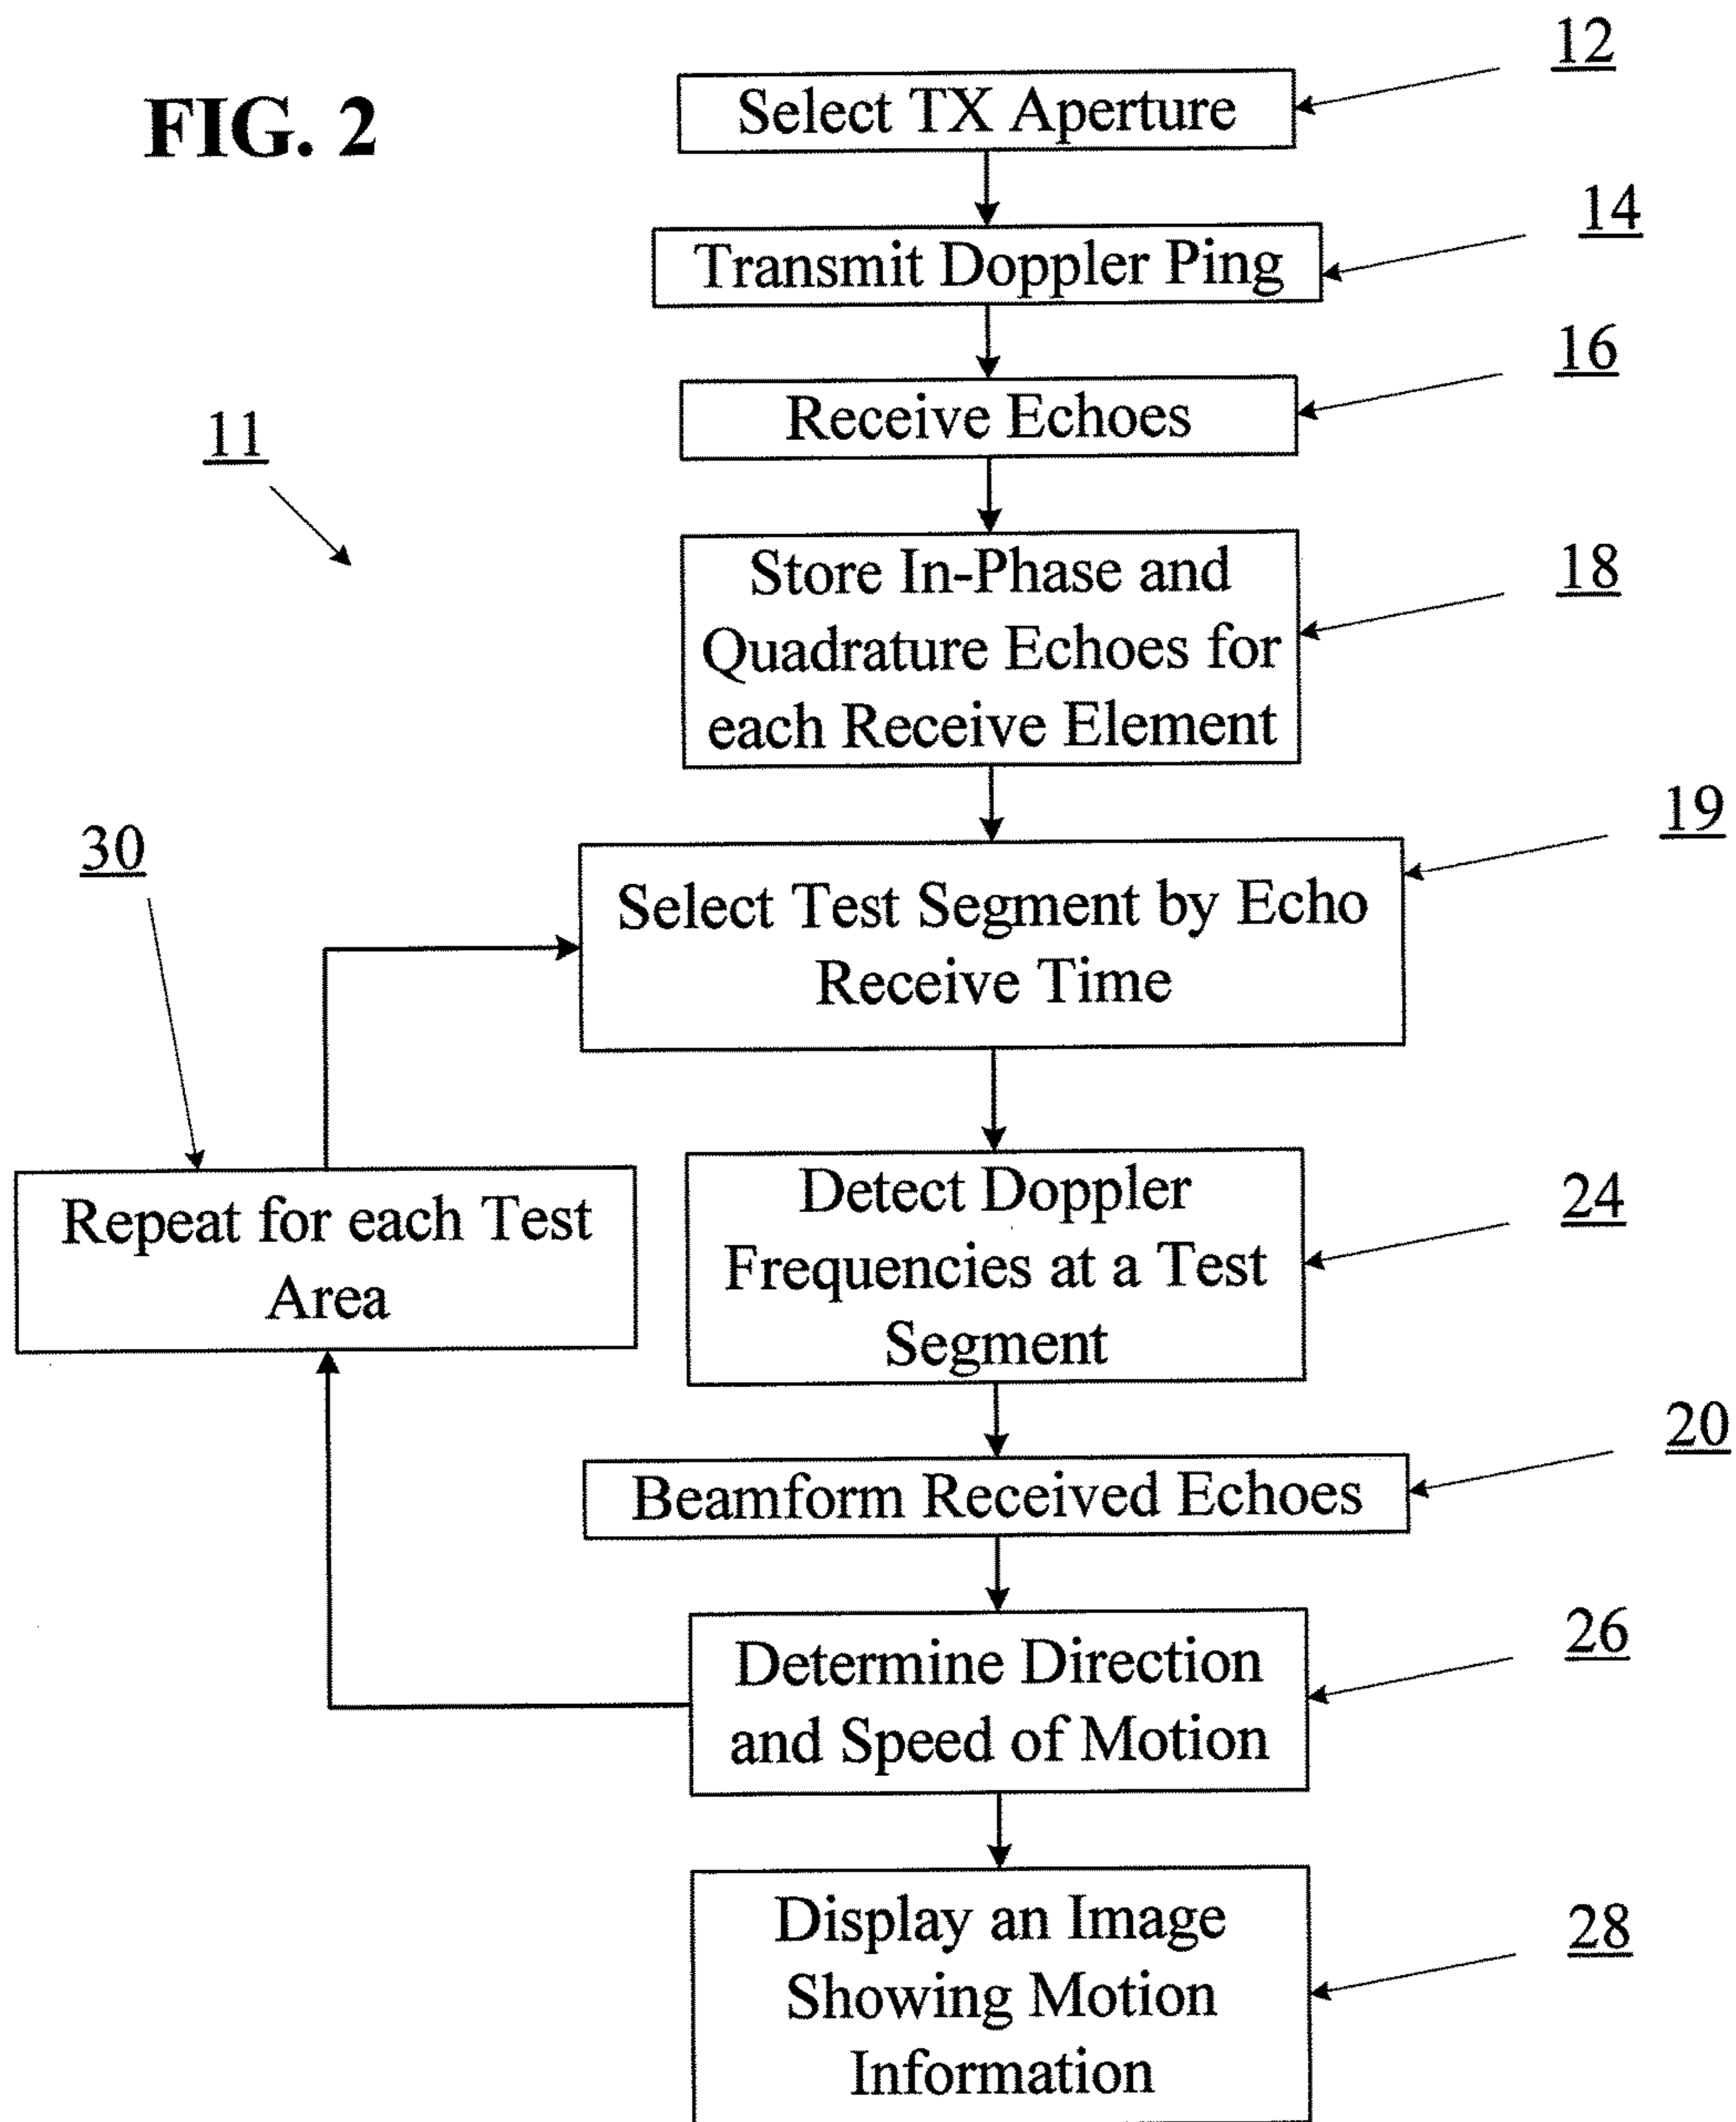 FIG. 2
12
Select TX Aperture
14
Transmit Doppler Ping
16
Receive Echoes
11
18
Store In-Phase and
Quadrature Echoes for
each Receive Element
19
30
Select Test Segment by Echo
Receive Time
Repeat for each Test
Area
24
Detect Doppler
Frequencies at a Test
Segment
20
Beamform Received Echoes
26
Determine Direction
and Speed of Motion
28
Display an Image
Showing Motion
Information